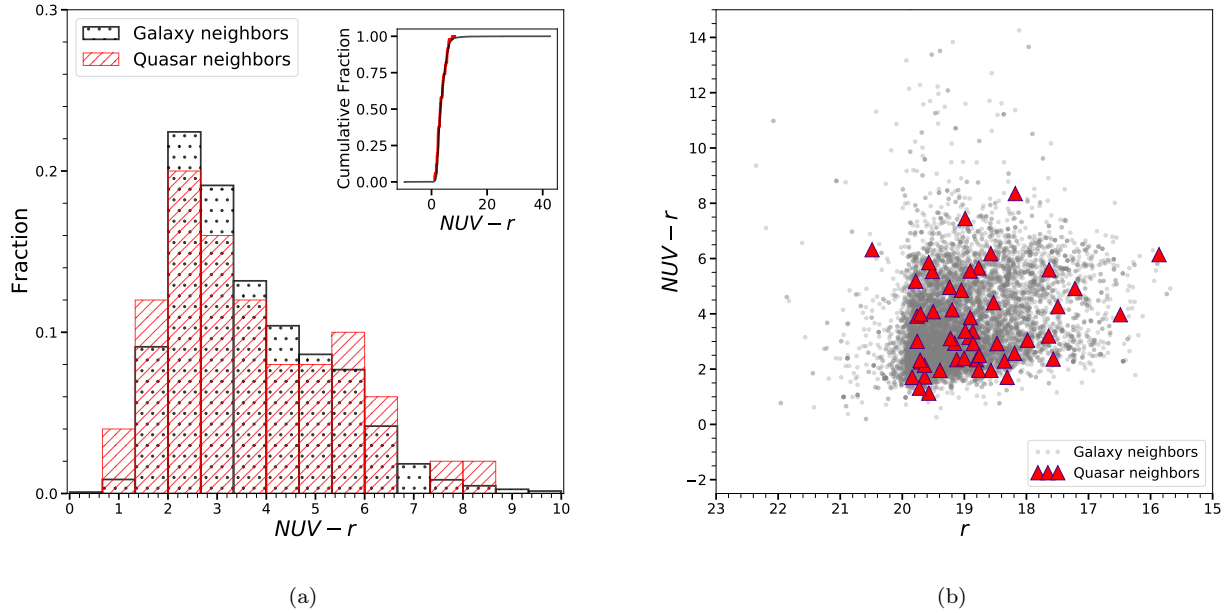 Galaxy neighbors
Quasar neighbors
0.3
0.2
0.1
0.0
Fraction
0 1 2 3 4 5 6 7 8 9 10
NUV − r
1.00
0.75
0.50
0.25
0.00
Cumulative Fraction
0 20 40
NUV − r
(a)
14
12
10
8
6
4
2
0
−2
NUV − r
Galaxy neighbors
Quasar neighbors
23 22 21 20 19 18 17 16 15
r
(b)